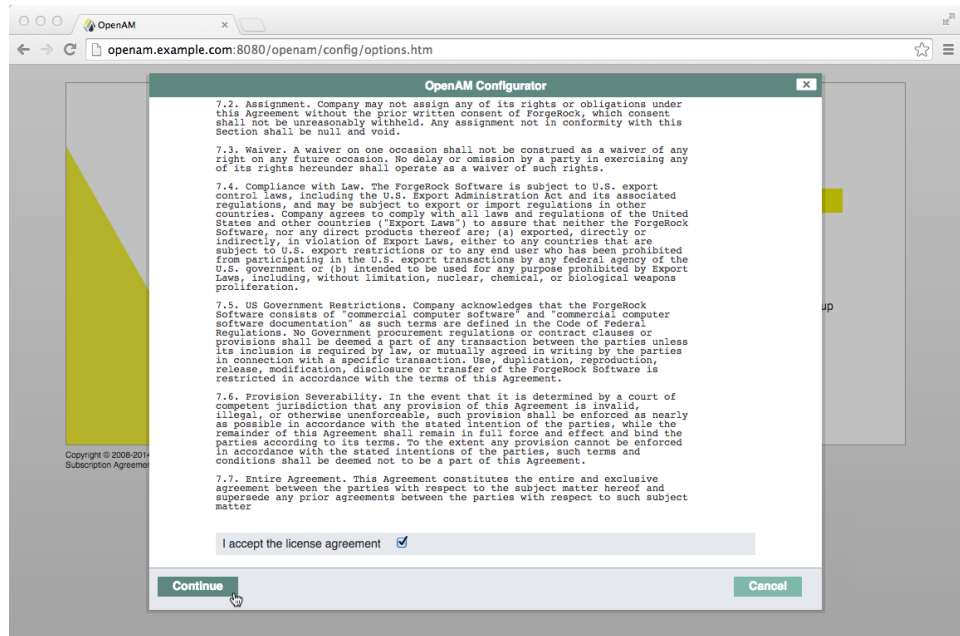 OpenAM
openam.example.com:8080/openam/config/options.htm
OpenAM Configurator
7.2. Assignment. Company may not assign any of its rights or obligations under
this Agreement without the prior written consent of ForgeRock, which consent
shall not be unreasonably withheld. Any assignment not in conformity with this
Section shall be null and void.
7.3. Waiver. A waiver on one occasion shall not be construed as a waiver of any
right on any future occasion. No delay or omission by a party in exercising any
of its rights hereunder shall operate as a waiver of such rights.
7.4. Compliance with Law. The ForgeRock Software is subject to U.S. export
control laws, including the U.S. Export Administration Act and its associated
regulations, and may be subject to export or import regulations in other
countries. Company agrees to comply with all laws and regulations of the United
States and other countries ("Export Laws") to assure that neither the ForgeRock
Software, nor any direct products thereof are; (a) exported, directly or
indirectly, in violation of Export Laws, either to any countries that are
subject to U.S. export restrictions or to any end user who has been prohibited
from participating in the U.S. export transactions by any federal agency of the
U.S. government or (b) intended to be used for any purpose prohibited by Export
Laws, including, without limitation, nuclear, chemical, or biological weapons
proliferation.
7.5. US Government Restrictions. Company acknowledges that the ForgeRock
Software consists of "commercial computer software" and "commercial computer
software documentation" as such terms are defined in the Code of Federal
Regulations. No Government procurement regulations or contract clauses or
provisions shall be deemed a part of any transaction between the parties unless
its inclusion is required by law, or mutually agreed in writing by the parties
in connection with a specific transaction. Use, duplication, reproduction,
release, modification, disclosure or transfer of the ForgeRock Software is
restricted in accordance with the terms of this Agreement.
7.6. Provision Severability. In the event that it is determined by a court of
competent jurisdiction that any provision of this Agreement is invalid,
illegal, or otherwise unenforceable, such provision shall be enforced as nearly
as possible in accordance with the stated intention of the parties, while the
remainder of this Agreement shall remain in full force and effect and bind the
parties according to its terms. To the extent any provision cannot be enforced
in accordance with the stated intentions of the parties, such terms and
conditions shall be deemed not to be a part of this Agreement.
7.7. Entire Agreement. This Agreement constitutes the entire and exclusive
agreement between the parties with respect to the subject matter hereof and
supersede any prior agreements between the parties with respect to such subject
matter
I accept the license agreement
Continue
Cancel
up
Copyright © 2008-2014
Subscription